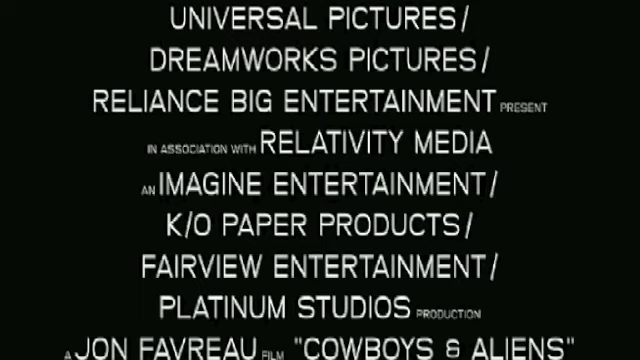 UNIVERSAL PICTURES/
DREAMWORKS PICTURES/
RELIANCE BIG ENTERTAINMENT PRESENT
IN ASSOCIATION WITH RELATIVITY MEDIA
AN IMAGINE ENTERTAINMENT/
K/O PAPER PRODUCTS/
FAIRVIEW ENTERTAINMENT/
PLATINUM STUDIOS PRODUCTION
A JON FAVREAU FILM "COWBOYS & ALIENS"